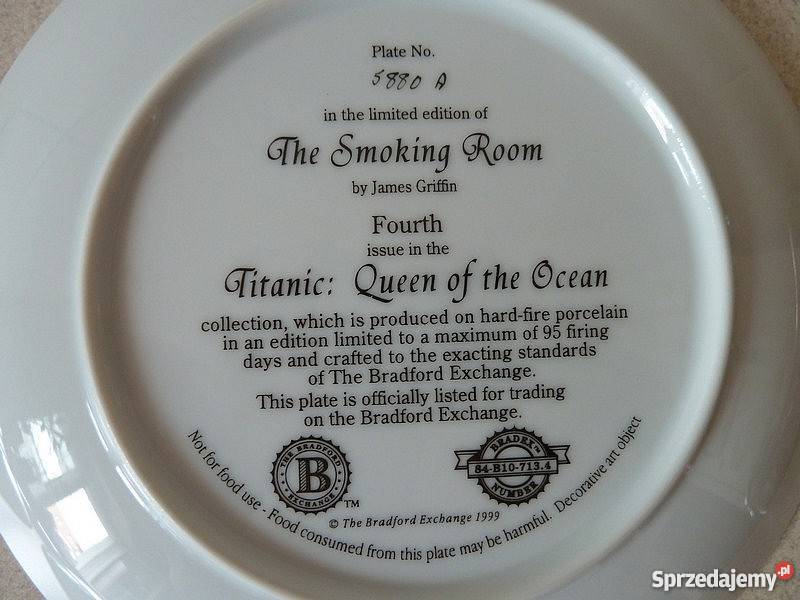 Plate No.
5880 A
in the limited edition of
The Smoking Room
by James Griffin
Fourth
issue in the
Titanic: Queen of the Ocean
collection, which is produced on hard-fire porcelain
in an edition limited to a maximum of 95 firing
days and crafted to the exacting standards
of The Bradford Exchange.
This plate is officially listed for trading
on the Bradford Exchange.
THE BRADFORD
B
EXCHANGE
TM
BRADEX™
84-B10-713.4
NUMBER
© The Bradford Exchange 1999
Not for food use - Food consumed from this plate may be harmful. Decorative art object
Sprzedajemy.pl